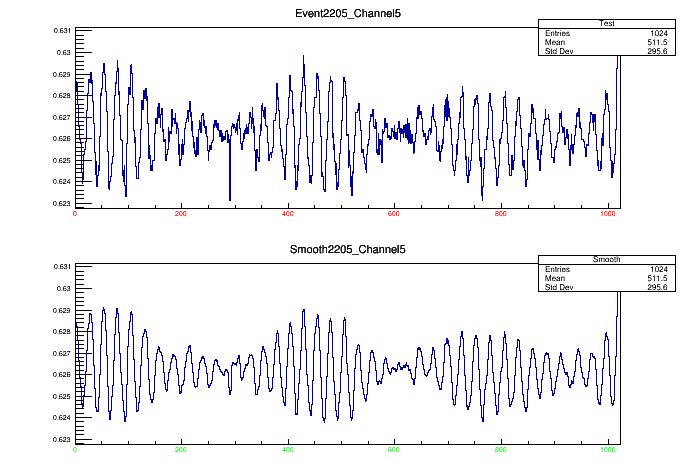 Event2205_Channel5
Test
Entries 1024
Mean 511.5
Std Dev 295.6
0.631
0.63
0.629
0.628
0.627
0.626
0.625
0.624
0.623
0 200 400 600 800 1000
Smooth2205_Channel5
Smooth
Entries 1024
Mean 511.5
Std Dev 295.6
0.631
0.63
0.629
0.628
0.627
0.626
0.625
0.624
0.623
0 200 400 600 800 1000